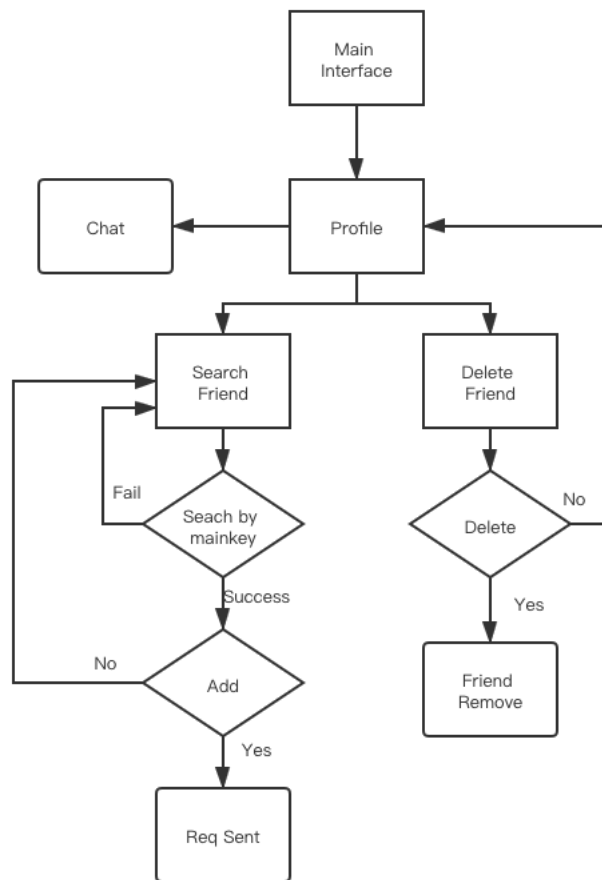 Main
Interface
Chat
Profile
Search
Friend
Delete
Friend
Fail
Seach by
mainkey
Delete
No
Success
Yes
No
Add
Friend
Remove
Yes
Req Sent